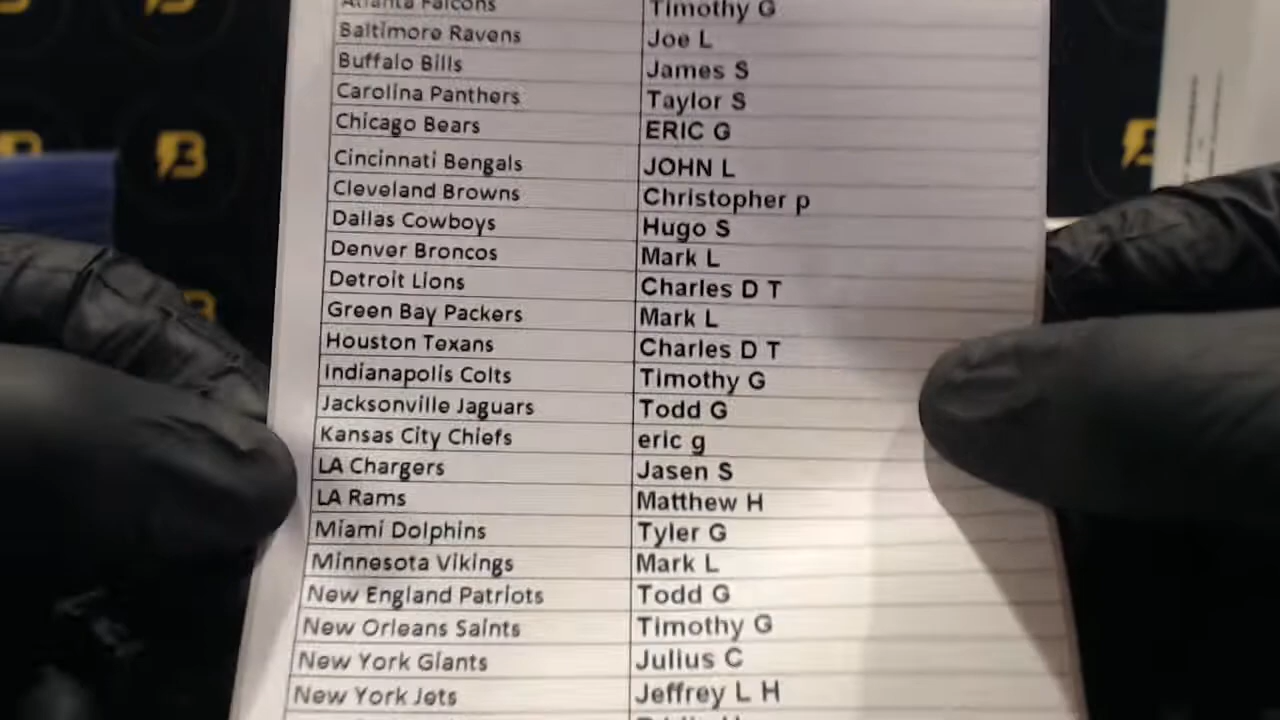 Atlanta Falcons Timothy G
Baltimore Ravens Joe L
Buffalo Bills James S
Carolina Panthers Taylor S
Chicago Bears ERIC G
Cincinnati Bengals JOHN L
Cleveland Browns Christopher p
Dallas Cowboys Hugo S
Denver Broncos Mark L
Detroit Lions Charles D T
Green Bay Packers Mark L
Houston Texans Charles D T
Indianapolis Colts Timothy G
Jacksonville Jaguars Todd G
Kansas City Chiefs eric g
LA Chargers Jasen S
LA Rams Matthew H
Miami Dolphins Tyler G
Minnesota Vikings Mark L
New England Patriots Todd G
New Orleans Saints Timothy G
New York Giants Julius C
New York Jets Jeffrey L H